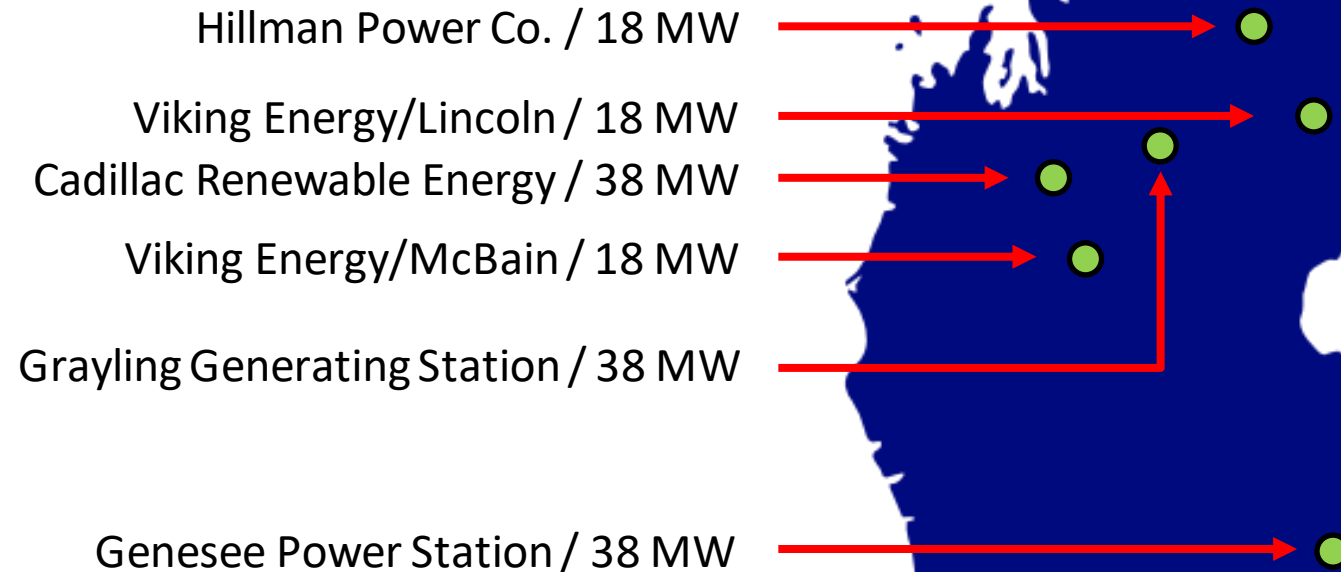 Hillman Power Co. / 18 MW
Viking Energy/Lincoln / 18 MW
Cadillac Renewable Energy / 38 MW
Viking Energy/McBain / 18 MW
Grayling Generating Station / 38 MW
Genesee Power Station / 38 MW